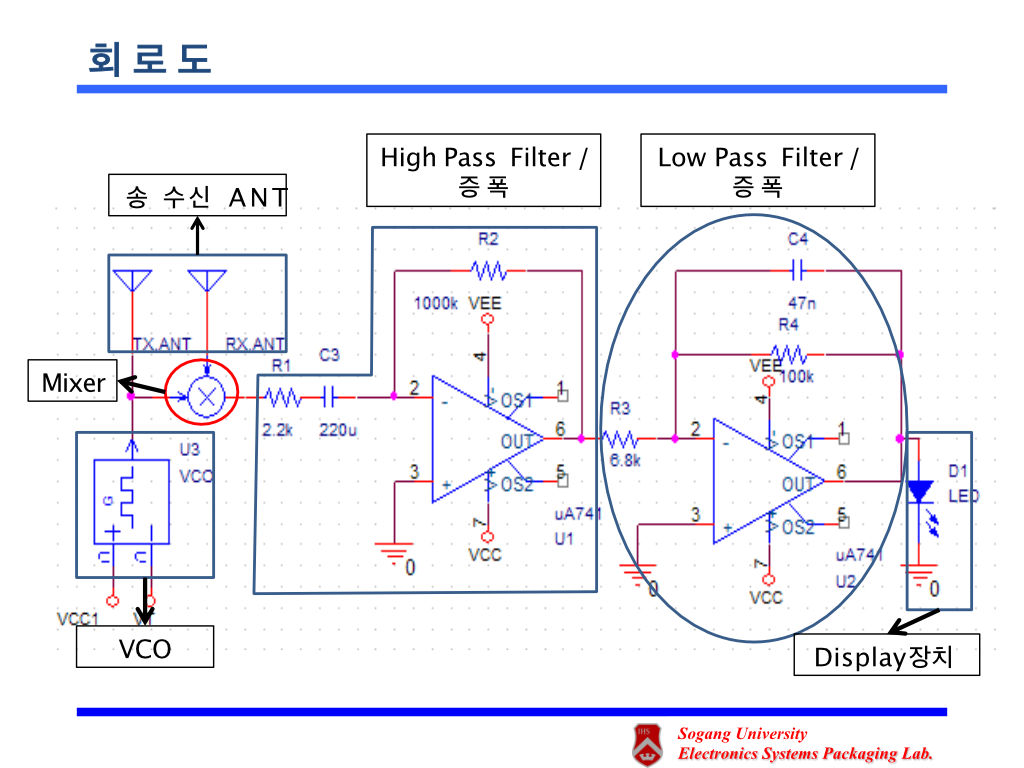 회 로 도
High Pass Filter /
증 폭
Low Pass Filter /
증 폭
송 수신 ANT
R2
1000k
VEE
C4
47n
R4
100k
VEE
TX.ANT
RX.ANT
Mixer
C3
R1
2.2k
220u
2
-
4
OS1
1
OUT
6
3
+
OS2
5
7
VCC
uA741
U1
0
R3
6.8k
2
-
4
OS1
1
OUT
6
3
+
OS2
5
7
VCC
uA741
U2
0
U3
VCO
G
VCC1
D1
LED
0
VCO
Display장치
IHS
Sogang University
Electronics Systems Packaging Lab.